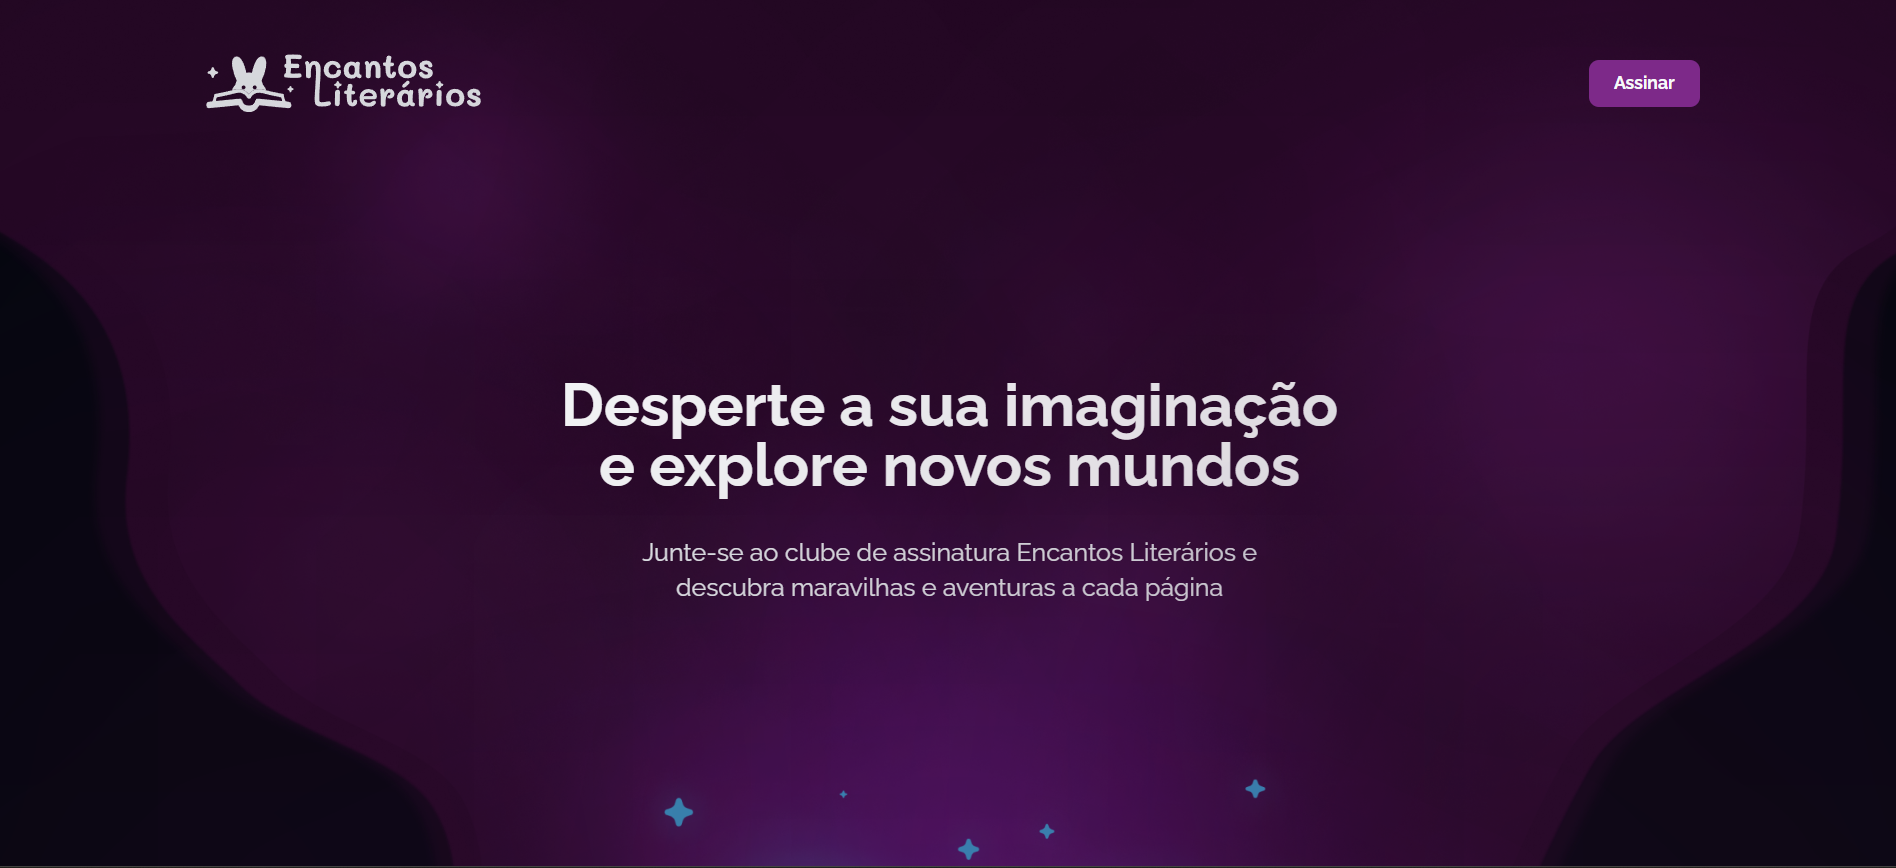 Encantos
Literários
Assinar
Desperte a sua imaginação
e explore novos mundos
Junte-se ao clube de assinatura Encantos Literários e
descubra maravilhas e aventuras a cada página